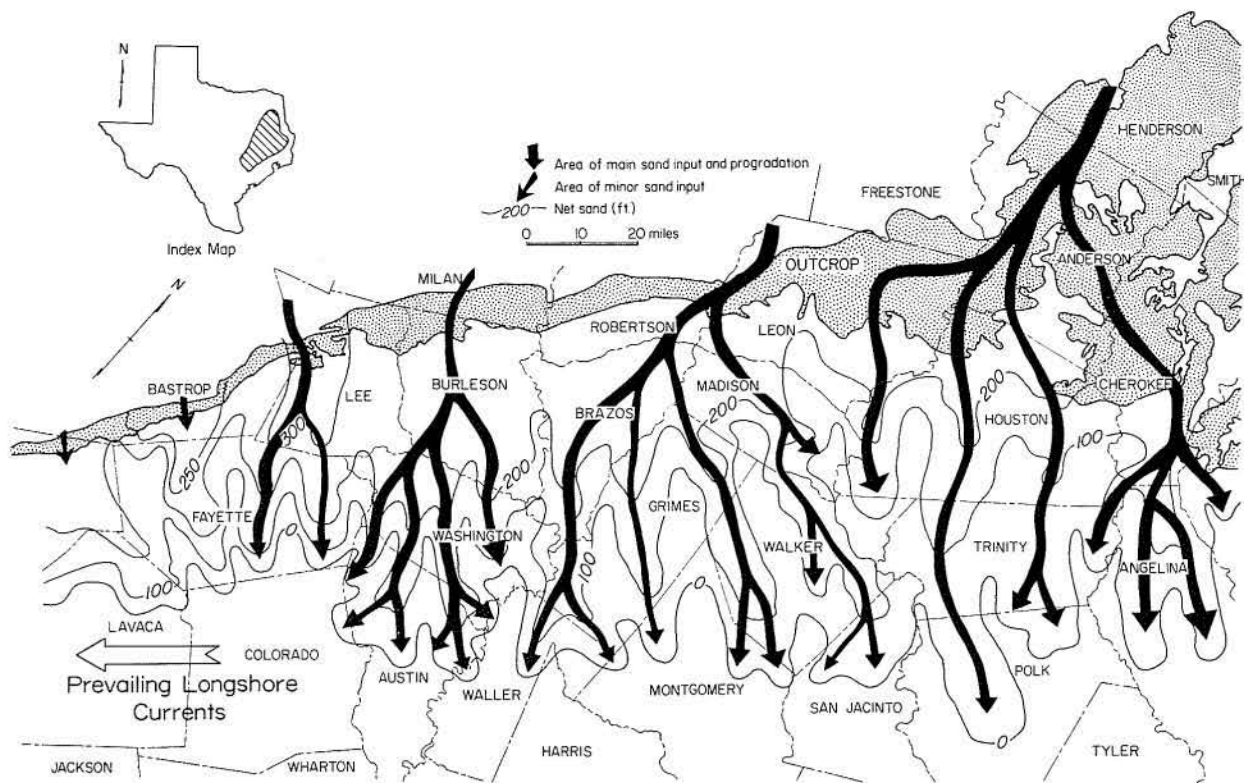 N
HENDERSON
SMITH
Area of main sand input and progradation
Area of minor sand input
200 Net sand (ft.)
FREESTONE
0 10 20 miles
Index Map
OUTCROP
ANDERSON
N
MILAN
ROBERTSON
LEON
BASTROP
LEE
BURLESON
MADISON
CHEROKEE
200
BRAZOS
200
HOUSTON
300
100
250
200
GRIMES
FAYETTE
WASHINGTON
WALKER
TRINITY
0
100
ANGELINA
100
LAVACA
COLORADO
Prevailing Longshore
Currents
AUSTIN
WALLER
MONTGOMERY
POLK
SAN JACINTO
0
HARRIS
TYLER
JACKSON
WHARTON